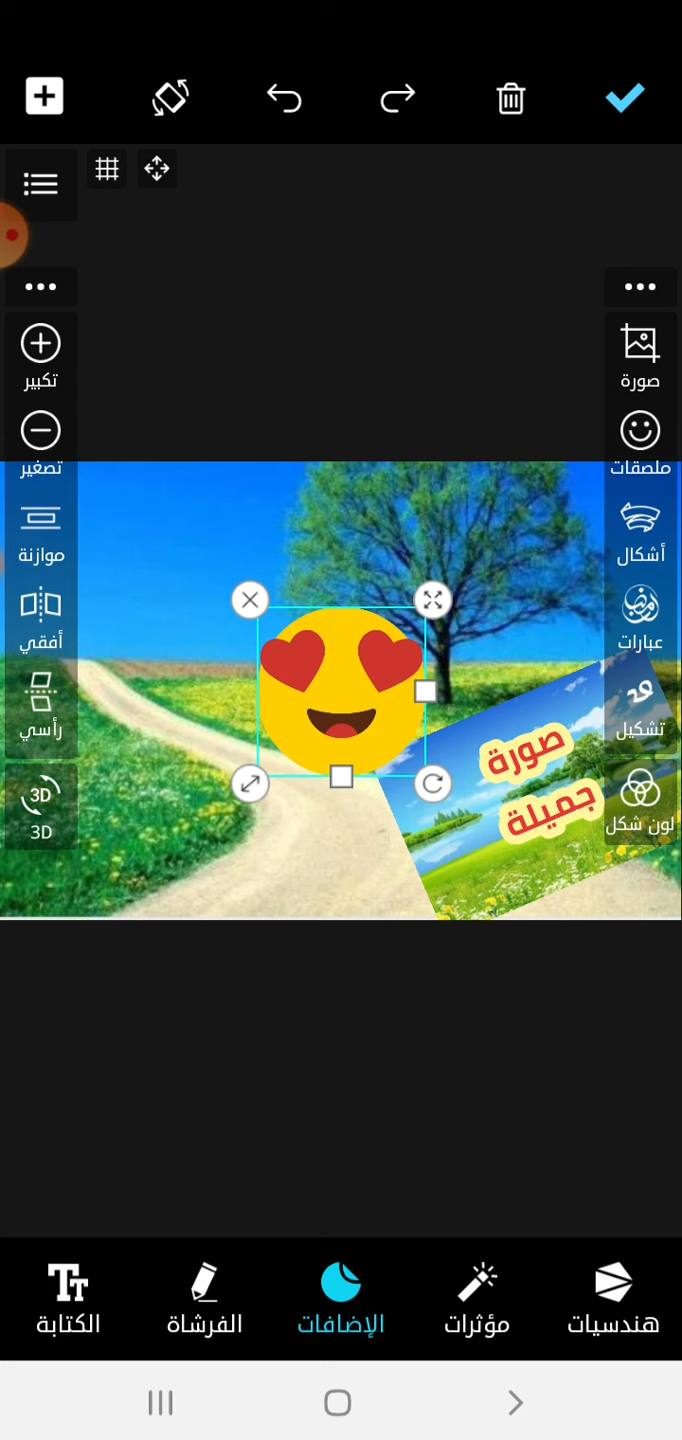 تكبير
تصغير
موازنة
أفقي
رأسي
3D
3D
صورة
ملصقات
أشكال
عبارات
تشكيل
لون شكل
صورة
جميلة
هندسيات
مؤثرات
الإضافات
الفرشاة
الكتابة